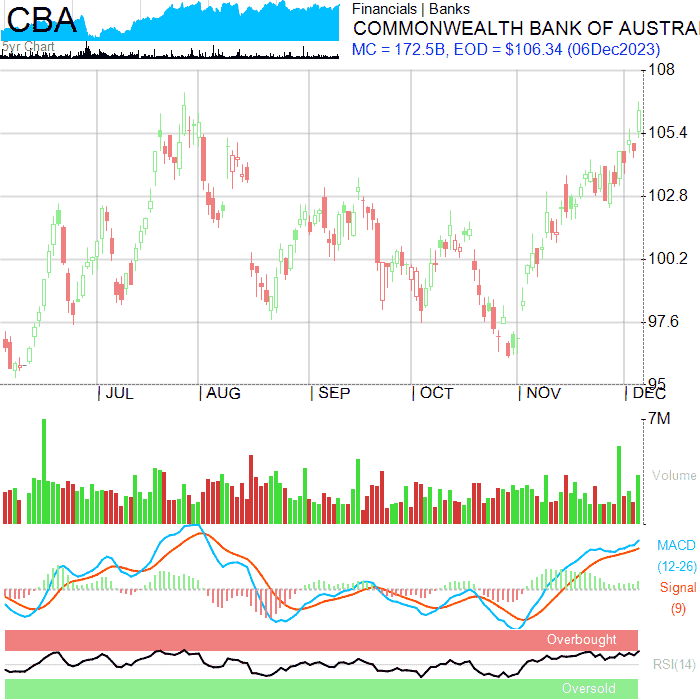 CBA
5yr Chart
Financials | Banks
COMMONWEALTH BANK OF AUSTRA
MC = 172.5B, EOD = $106.34 (06Dec2023)
108
105.4
102.8
100.2
97.6
95
JUL
AUG
SEP
OCT
NOV
DEC
7M
Volume
MACD
(12-26)
Signal
(9)
Overbought
RSI(14)
Oversold